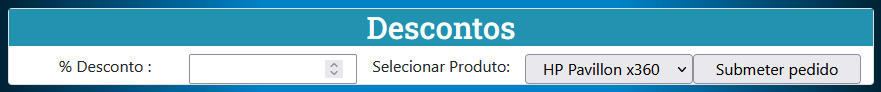 Descontos
% Desconto : Selecionar Produto: HP Pavillon x360 Submeter pedido